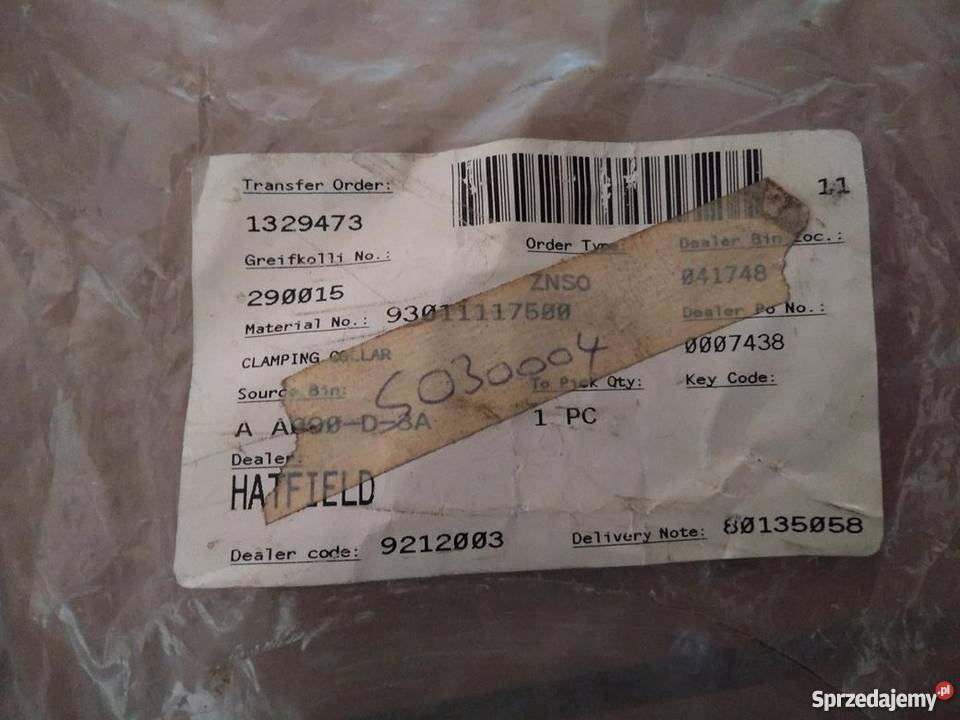 Transfer Order:
11
1329473
Order Type:
Dealer Bin Loc.:
Greifkolli No.:
ZNSO
041748
290015
Material No.:
93011117500
Dealer Po No.:
CLAMPING COLLAR
0007438
S030004
Source Bin:
To Pick Qty:
Key Code:
A
1 PC
Dealer:
HATFIELD
Dealer code:
9212003
Delivery Note:
80135058
Sprzedajemy.pl